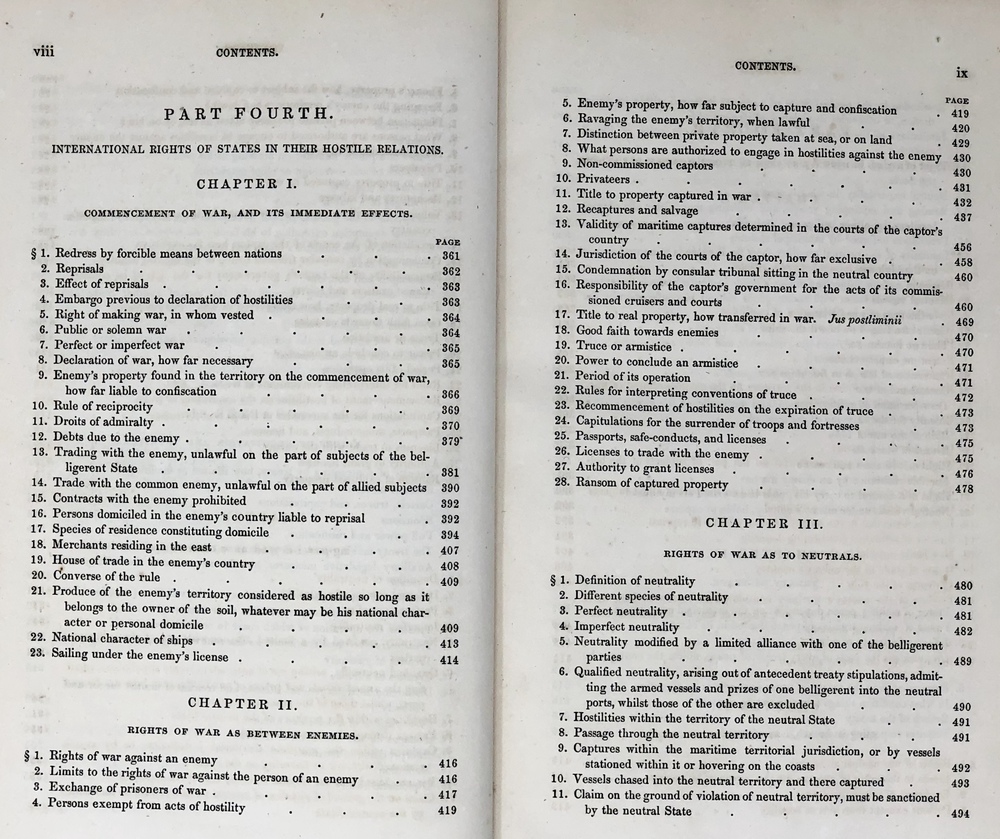 viii
CONTENTS.
PART FOURTH.
INTERNATIONAL RIGHTS OF STATES IN THEIR HOSTILE RELATIONS.
CHAPTER I.
COMMENCEMENT OF WAR, AND ITS IMMEDIATE EFFECTS.
PAGE
§ 1. Redress by forcible means between nations . . . 361
2. Reprisals . . . . . . . 362
3. Effect of reprisals . . . . . . 363
4. Embargo previous to declaration of hostilities . . . 363
5. Right of making war, in whom vested . . . . 364
6. Public or solemn war . . . . . 364
7. Perfect or imperfect war . . . . . 365
8. Declaration of war, how far necessary . . . . 365
9. Enemy's property found in the territory on the commencement of war,
how far liable to confiscation . . . . 366
10. Rule of reciprocity . . . . . 369
11. Droits of admiralty . . . . . . 370
12. Debts due to the enemy . . . . . 379
13. Trading with the enemy, unlawful on the part of subjects of the bel-
ligerent State . . . . . . 381
14. Trade with the common enemy, unlawful on the part of allied subjects 390
15. Contracts with the enemy prohibited . . . 392
16. Persons domiciled in the enemy's country liable to reprisal . 392
17. Species of residence constituting domicile . . . 394
18. Merchants residing in the east . . . . 407
19. House of trade in the enemy's country . . . 408
20. Converse of the rule . . . . . . 409
21. Produce of the enemy's territory considered as hostile so long as it
belongs to the owner of the soil, whatever may be his national char-
acter or personal domicile . . . . 409
22. National character of ships . . . . 413
23. Sailing under the enemy's license . . . . 414
CHAPTER II.
RIGHTS OF WAR AS BETWEEN ENEMIES.
§ 1. Rights of war against an enemy . . . . 416
2. Limits to the rights of war against the person of an enemy . 416
3. Exchange of prisoners of war . . . . . 417
4. Persons exempt from acts of hostility . . . 419
CONTENTS.
ix
PAGE
5. Enemy's property, how far subject to capture and confiscation . 419
6. Ravaging the enemy's territory, when lawful . . 420
7. Distinction between private property taken at sea, or on land . 429
8. What persons are authorized to engage in hostilities against the enemy 430
9. Non-commissioned captors . . . . 430
10. Privateers . . . . . . . 431
11. Title to property captured in war . . . . 432
12. Recaptures and salvage . . . . . 437
13. Validity of maritime captures determined in the courts of the captor's
country . . . . . . 456
14. Jurisdiction of the courts of the captor, how far exclusive . . 458
15. Condemnation by consular tribunal sitting in the neutral country 460
16. Responsibility of the captor's government for the acts of its commis-
sioned cruisers and courts . . . . 460
17. Title to real property, how transferred in war. Jus postliminii . 469
18. Good faith towards enemies . . . . 470
19. Truce or armistice . . . . . . 470
20. Power to conclude an armistice . . . . 471
21. Period of its operation . . . . . 471
22. Rules for interpreting conventions of truce . . . 472
23. Recommencement of hostilities on the expiration of truce . . 473
24. Capitulations for the surrender of troops and fortresses . 473
25. Passports, safe-conducts, and licenses . . . . 475
26. Licenses to trade with the enemy . . . . 475
27. Authority to grant licenses . . . . . 476
28. Ransom of captured property . . . . 478
CHAPTER III.
RIGHTS OF WAR AS TO NEUTRALS.
§ 1. Definition of neutrality . . . . . 480
2. Different species of neutrality . . . . 481
3. Perfect neutrality . . . . . . 481
4. Imperfect neutrality . . . . . 482
5. Neutrality modified by a limited alliance with one of the belligerent
parties . . . . . . 489
6. Qualified neutrality, arising out of antecedent treaty stipulations, admit-
ting the armed vessels and prizes of one belligerent into the neutral
ports, whilst those of the other are excluded . . 490
7. Hostilities within the territory of the neutral State . . 491
8. Passage through the neutral territory . . . 491
9. Captures within the maritime territorial jurisdiction, or by vessels
stationed within it or hovering on the coasts . . 492
10. Vessels chased into the neutral territory and there captured . 493
11. Claim on the ground of violation of neutral territory, must be sanctioned
by the neutral State . . . . . 494